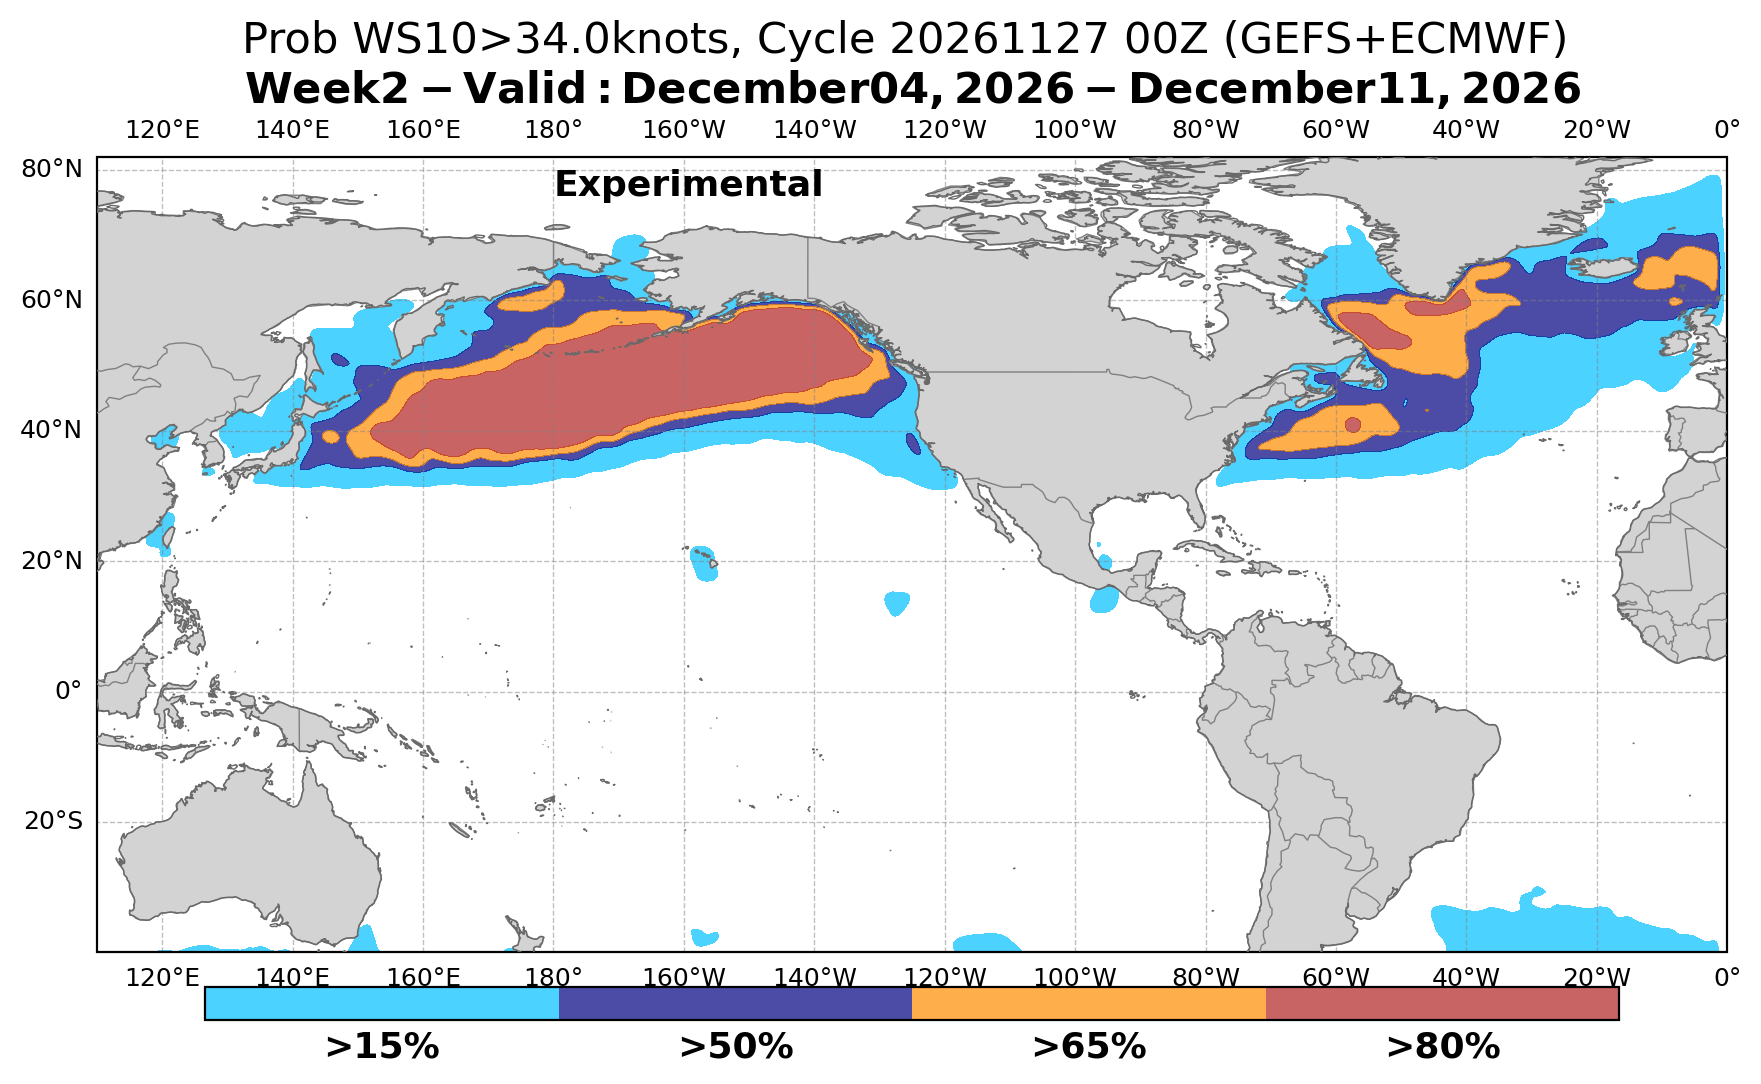 Prob WS10>34.0knots, Cycle 20261127 00Z (GEFS+ECMWF)
Week2 − Valid : December04, 2026 − December11, 2026
120°E 140°E 160°E 180° 160°W 140°W 120°W 100°W 80°W 60°W 40°W 20°W 0°
80°N
Experimental
60°N
40°N
20°N
0°
20°S
120°E 140°E 160°E 180° 160°W 140°W 120°W 100°W 80°W 60°W 40°W 20°W 0°
>15% >50% >65% >80%